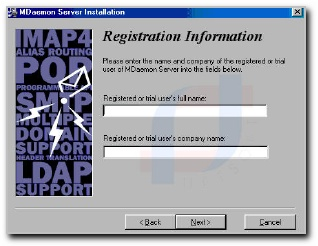 MDaemon Server Installation
Registration Information
Please enter the name and company of the registered or trial
user of MDaemon Server into the fields below.
Registered or trial user's full name:
Registered or trial user's company name:
< Back
Next >
Cancel
IMAP4
ALIAS ROUTING
POP
PROGRAMMABLE
SMTP
MULTIPLE
DOMAIN
SUPPORT
HEADER TRANSLATION
LDAP
SUPPORT